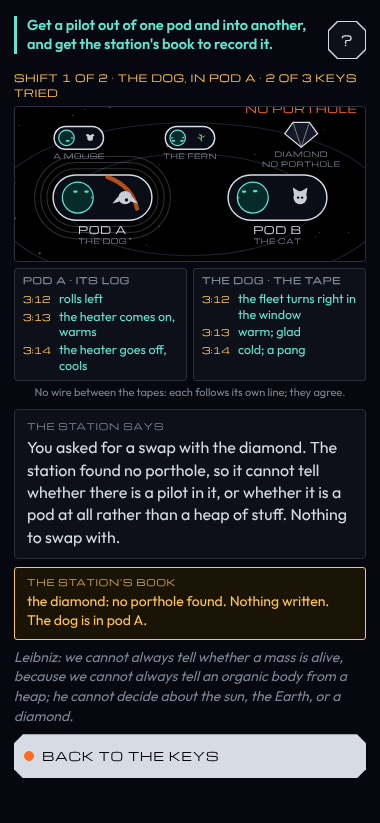 Get a pilot out of one pod and into another,
and get the station's book to record it.
?
SHIFT 1 OF 2 · THE DOG, IN POD A · 2 OF 3 KEYS
TRIED
NO PORTHOLE
A MOUSE
THE FERN
DIAMOND
NO PORTHOLE
POD A
THE DOG
POD B
THE CAT
POD A · ITS LOG
3:12 rolls left
3:13 the heater comes on,
warms
3:14 the heater goes off,
cools
THE DOG · THE TAPE
3:12 the fleet turns right in
the window
3:13 warm; glad
3:14 cold; a pang
No wire between the tapes: each follows its own line; they agree.
THE STATION SAYS
You asked for a swap with the diamond. The
station found no porthole, so it cannot tell
whether there is a pilot in it, or whether it is a
pod at all rather than a heap of stuff. Nothing
to swap with.
THE STATION'S BOOK
the diamond: no porthole found. Nothing written.
The dog is in pod A.
Leibniz: we cannot always tell whether a mass is alive,
because we cannot always tell an organic body from a
heap; he cannot decide about the sun, the Earth, or a
diamond.
BACK TO THE KEYS